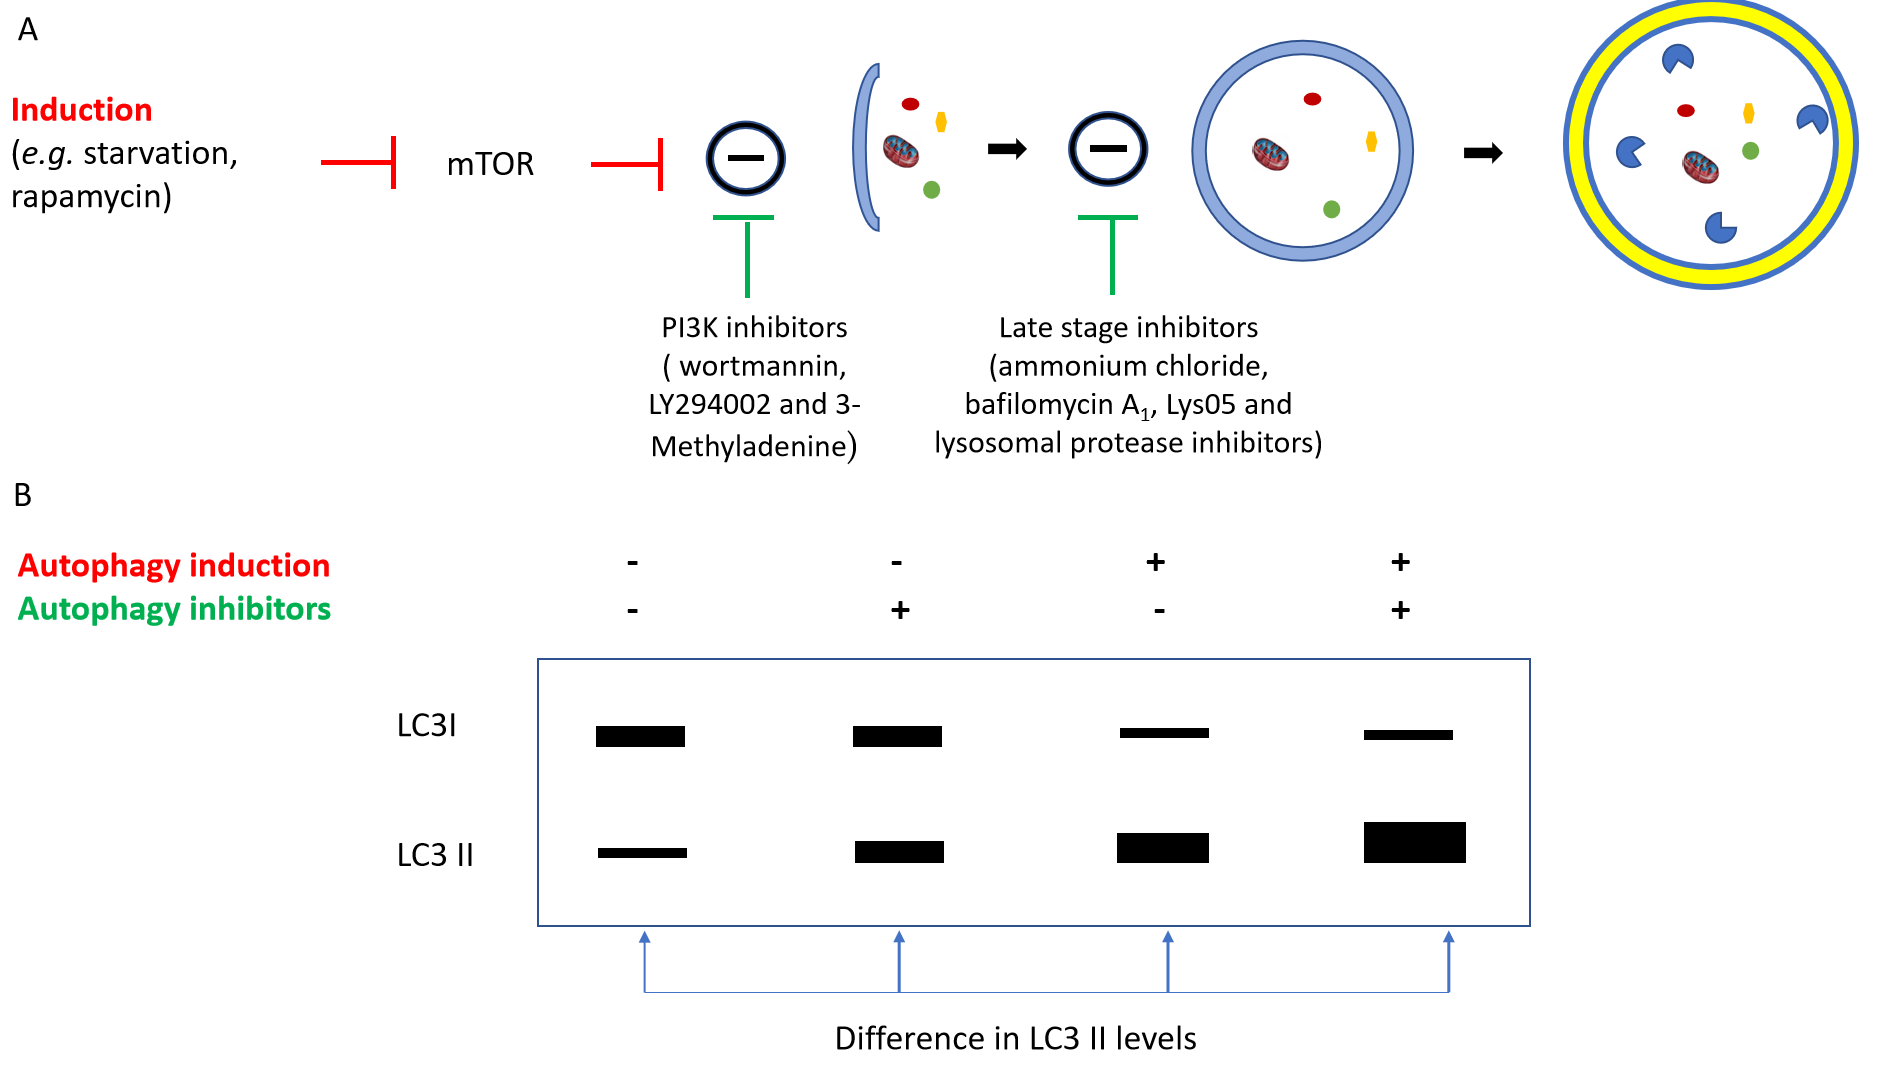 A
Induction
(e.g. starvation,
rapamycin)
mTOR
PI3K inhibitors
( wortmannin,
LY294002 and 3-
Methyladenine)
Late stage inhibitors
(ammonium chloride,
bafilomycin A₁, Lys05 and
lysosomal protease inhibitors)
B
Autophagy induction - - + +
Autophagy inhibitors - + - +
LC3I
LC3 II
Difference in LC3 II levels